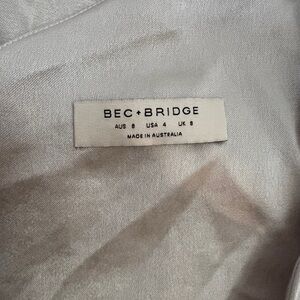 BEC+BRIDGE
AUS 8 USA 4 UK 8
MADE IN AUSTRALIA